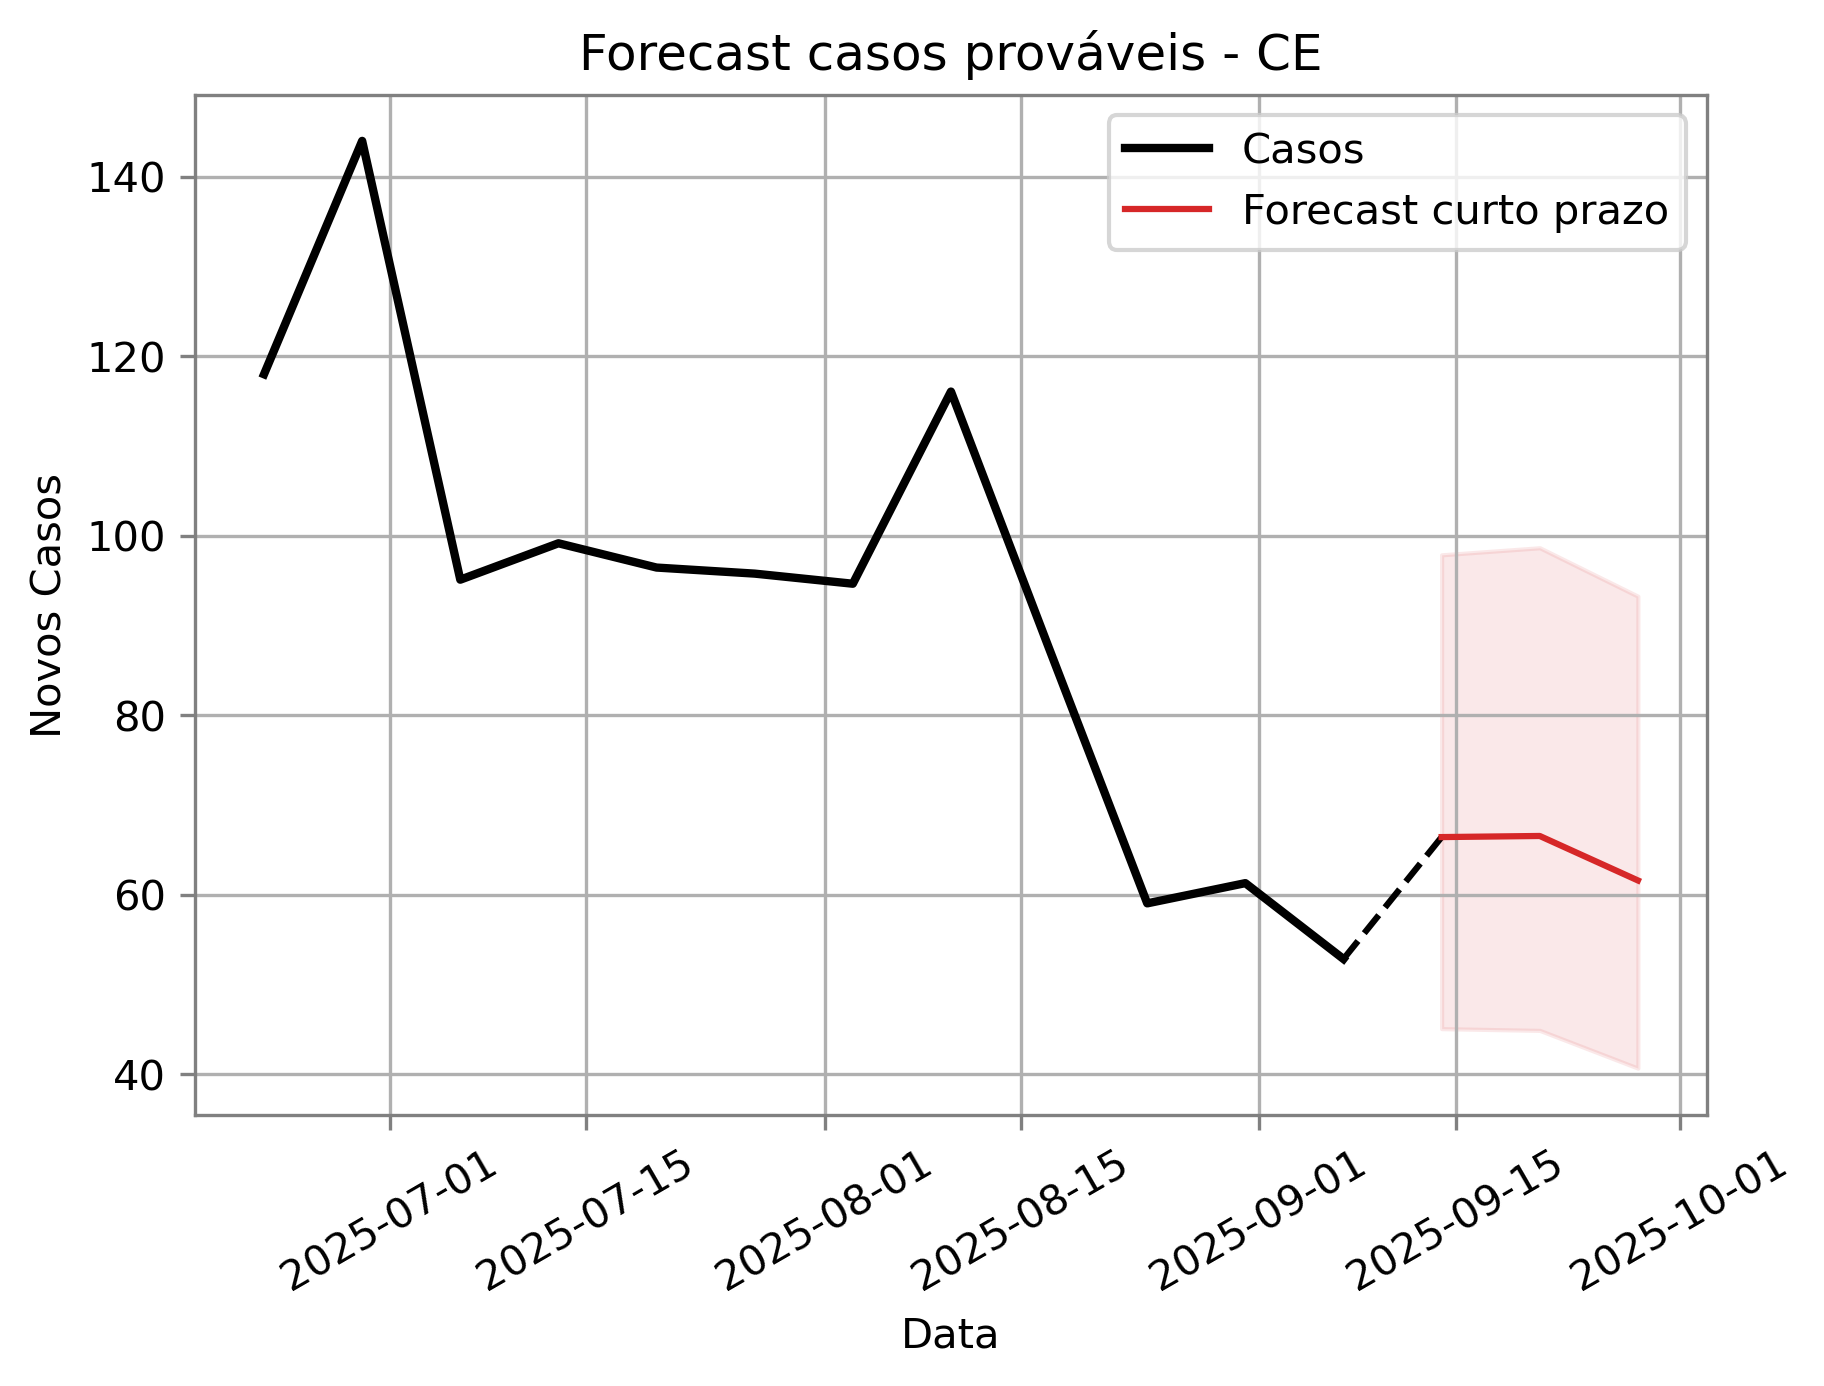 Forecast casos prováveis - CE
Casos
Forecast curto prazo
Novos Casos
140
120
100
80
60
40
2025-07-01
2025-07-15
2025-08-01
2025-08-15
2025-09-01
2025-09-15
2025-10-01
Data